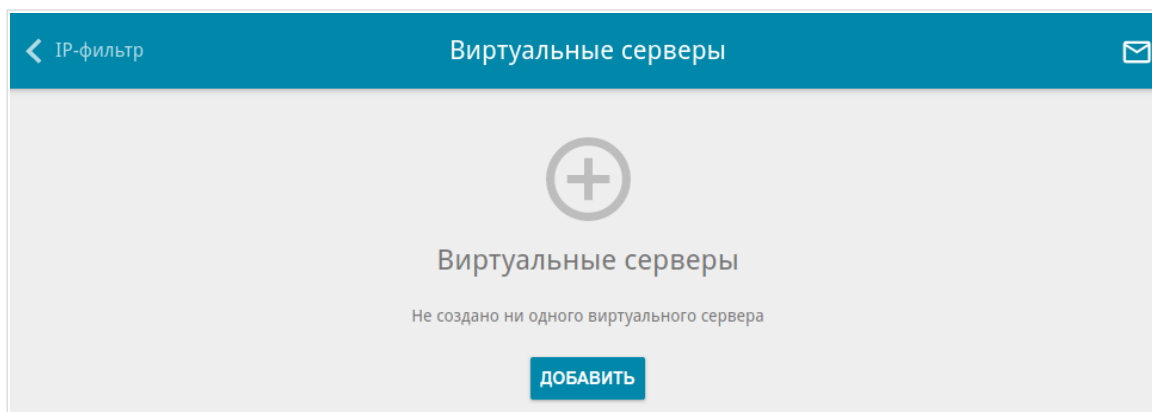 IP-фильтр
Виртуальные серверы
Виртуальные серверы
Не создано ни одного виртуального сервера
ДОБАВИТЬ